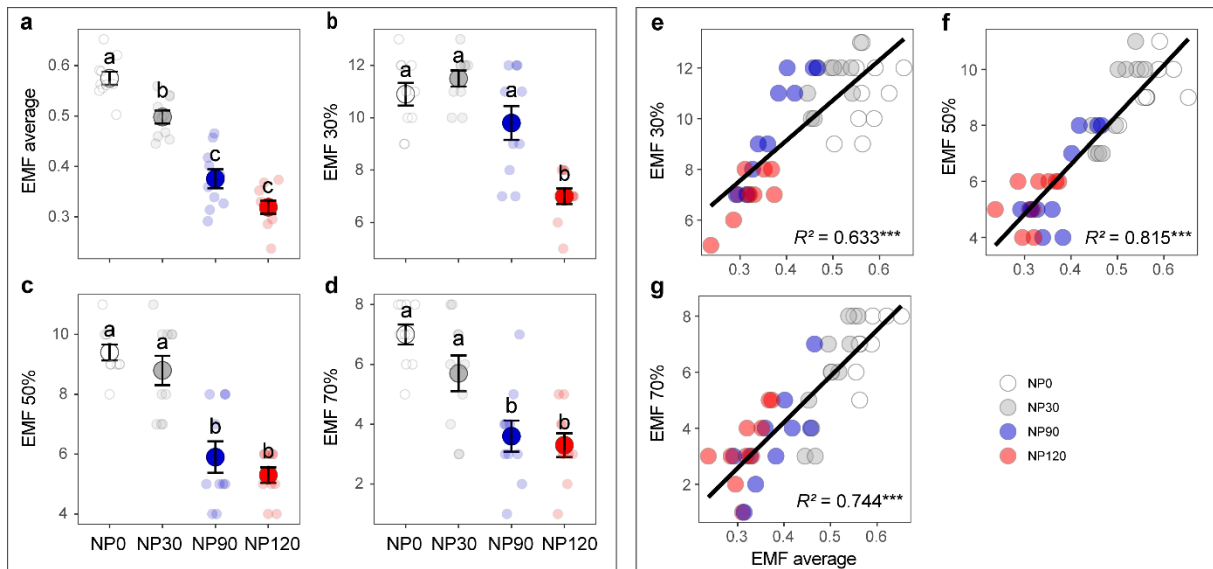 a
EMF average
0.6
0.5
0.4
0.3
a
b
c
c
b
EMF 30%
12
10
8
6
a
a
a
b
c
EMF 50%
10
8
6
4
a
a
b
b
NP0 NP30 NP90 NP120
d
EMF 70%
8
6
4
2
a
a
b
b
NP0 NP30 NP90 NP120
e
EMF 30%
12
10
8
6
R² = 0.633***
0.3 0.4 0.5 0.6
f
EMF 50%
10
8
6
4
R² = 0.815***
0.3 0.4 0.5 0.6
g
EMF 70%
8
6
4
2
R² = 0.744***
0.3 0.4 0.5 0.6
EMF average
NP0
NP30
NP90
NP120